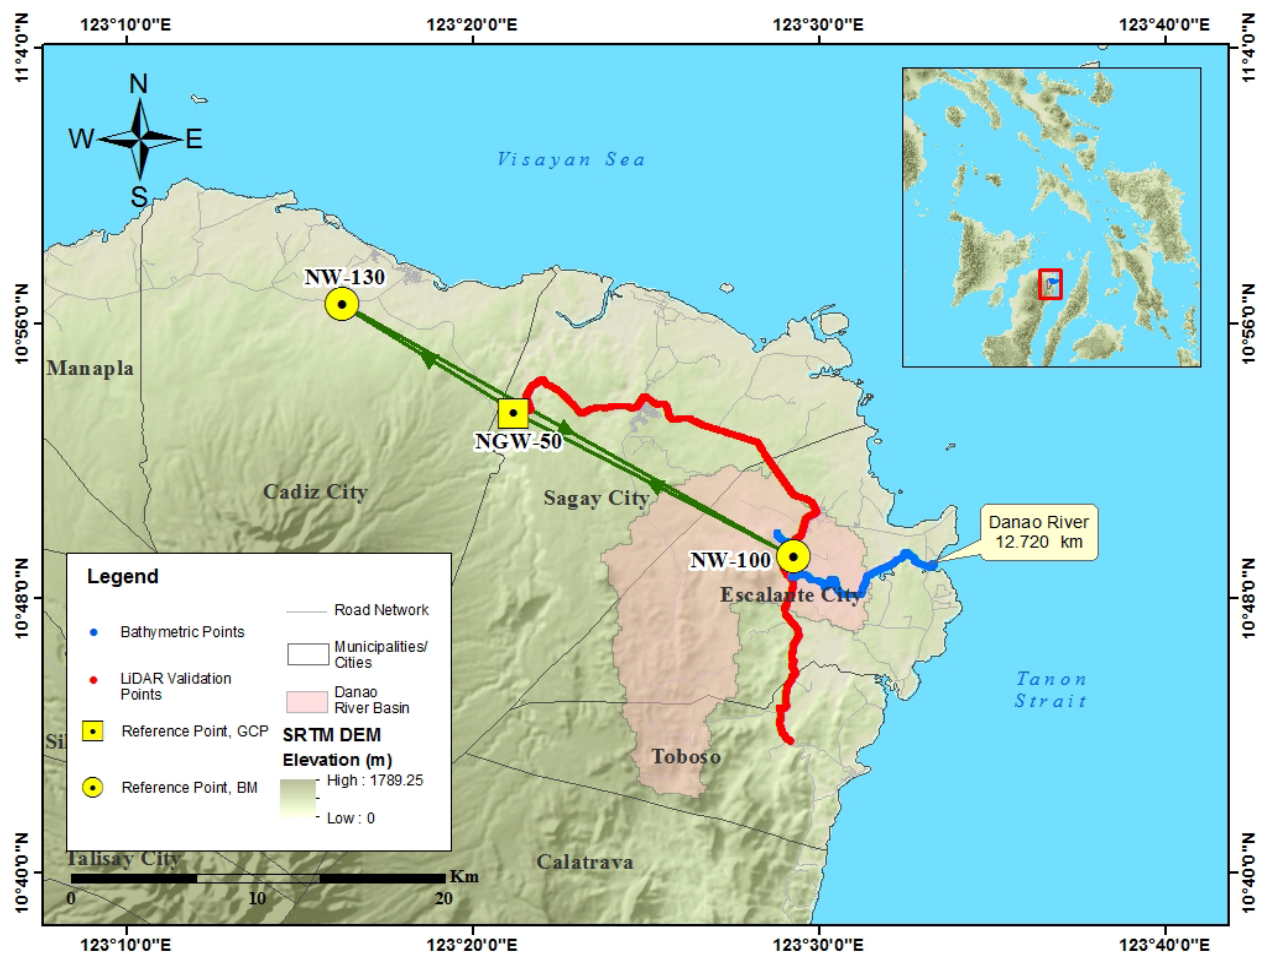 123°10'0"E
123°20'0"E
123°30'0"E
123°40'0"E
11°4'0"N
11°4'0"N
N
W
E
S
Visayan Sea
NW-130
10°56'0"N
10°56'0"N
Manapla
NGW-50
Cadiz City
Sagay City
Danao River
12.720 km
NW-100
Escalante City
10°48'0"N
10°48'0"N
Legend
Bathymetric Points
LiDAR Validation
Points
Reference Point, GCP
Reference Point, BM
Road Network
Municipalities/
Cities
Danao
River Basin
SRTM DEM
Elevation (m)
High : 1789.25
Low : 0
Tanon
Strait
Toboso
Calatrava
Talisay City
Km
0
10
20
10°40'0"N
10°40'0"N
123°10'0"E
123°20'0"E
123°30'0"E
123°40'0"E